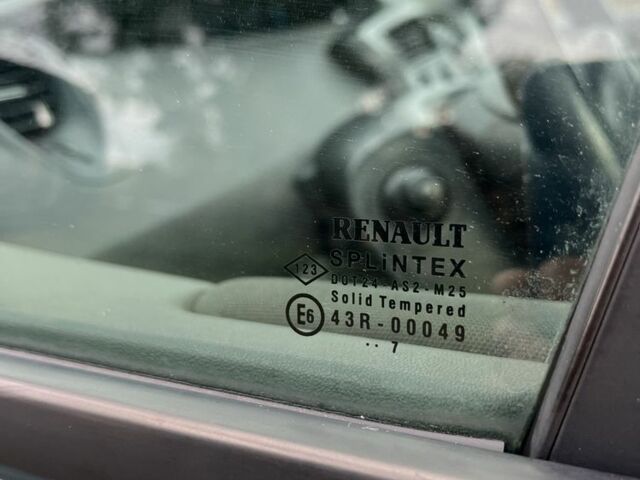 RENAULT
SPLiNTEX
123
DOT24-AS2-M25
Solid Tempered
E6 43R-00049
.. 7